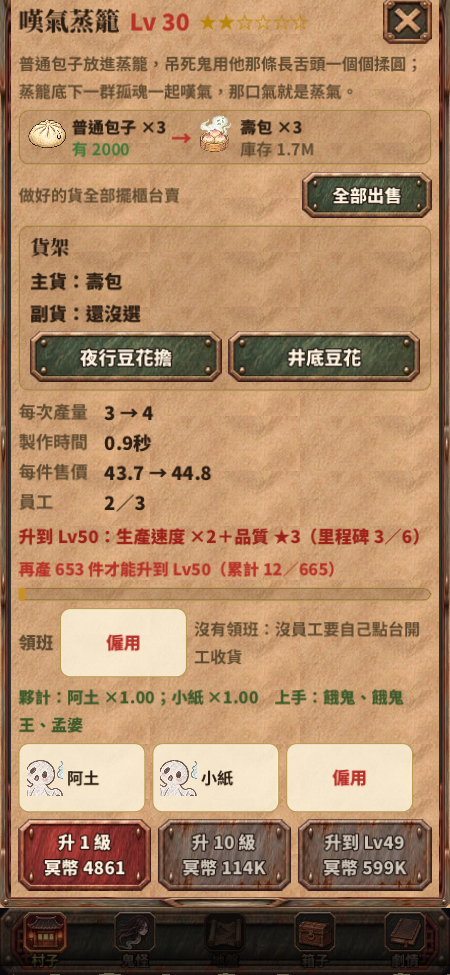 嘆氣蒸籠 Lv 30 ★★☆☆☆☆☆
普通包子放進蒸籠，吊死鬼用他那條長舌頭一個個揉圓；
蒸籠底下一群孤魂一起嘆氣，那口氣就是蒸氣。
普通包子 ×3 → 壽包 ×3
有 2000 庫存 1.7M
做好的貨全部擺櫃台賣 全部出售
貨架
主貨：壽包
副貨：還沒選
夜行豆花擔 井底豆花
每次產量 3 → 4
製作時間 0.9秒
每件售價 43.7 → 44.8
員工 2／3
升到 Lv50：生產速度 ×2＋品質 ★3（里程碑 3／6）
再產 653 件才能升到 Lv50（累計 12／665）
領班 僱用 沒有領班：沒員工要自己點台開
工收貨
夥計：阿土 ×1.00；小紙 ×1.00 上手：餓鬼、餓鬼
王、孟婆
阿土 小紙 僱用
升 1 級 升 10 級 升到 Lv49
冥幣 4861 冥幣 114K 冥幣 599K
村子 鬼怪 箱子 劇情